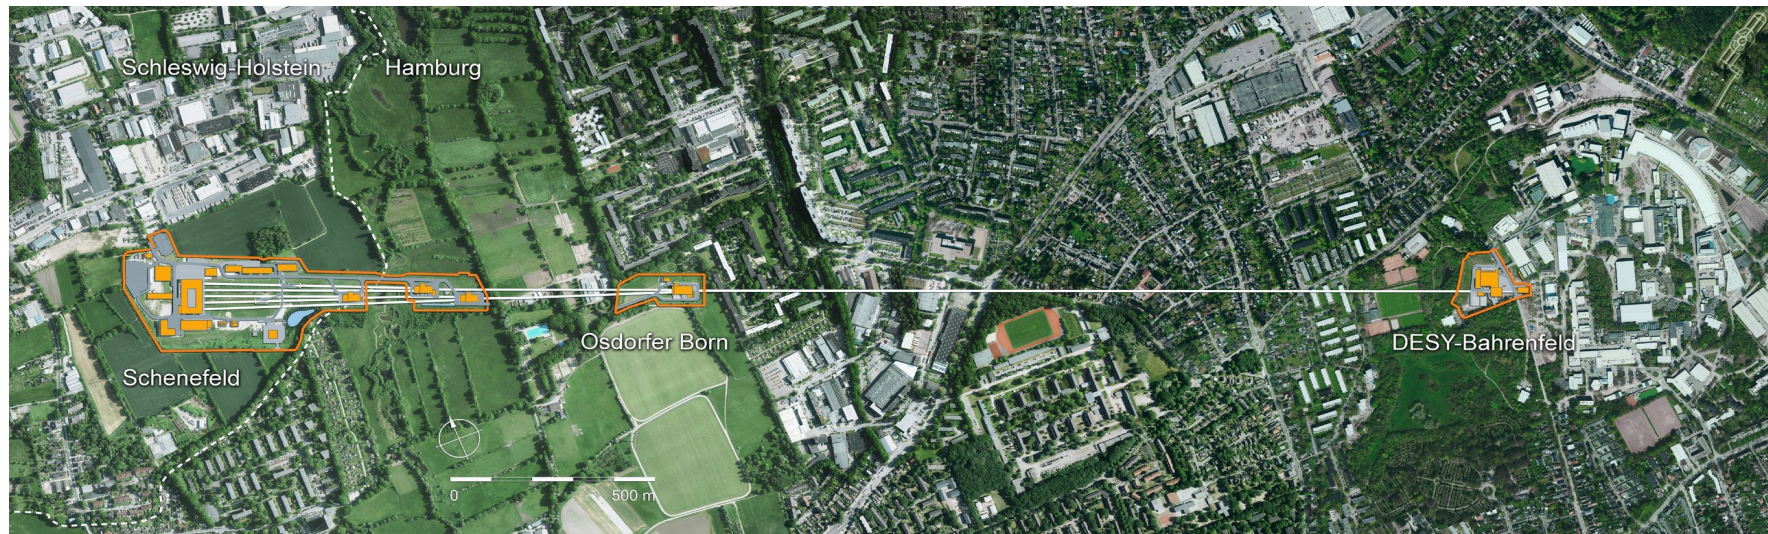 Schleswig-Holstein Hamburg
Osdorfer Born
DESY-Bahrenfeld
Schenefeld
0 500 m